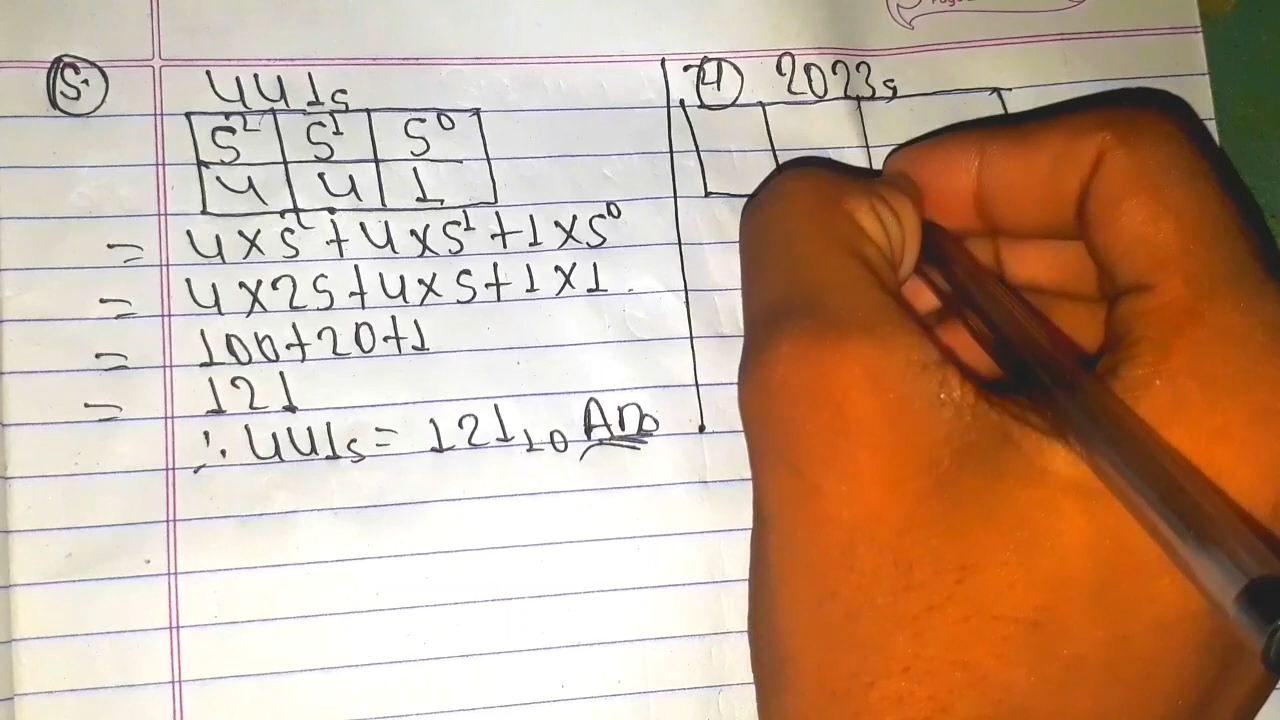 5.
441₅
5² 5¹ 5⁰
4 4 1
= 4×5²+4×5¹+1×5⁰
= 4×25+4×5+1×1
= 100+20+1
= 121
∴ 441₅ = 121₁₀ Ans
2023₅